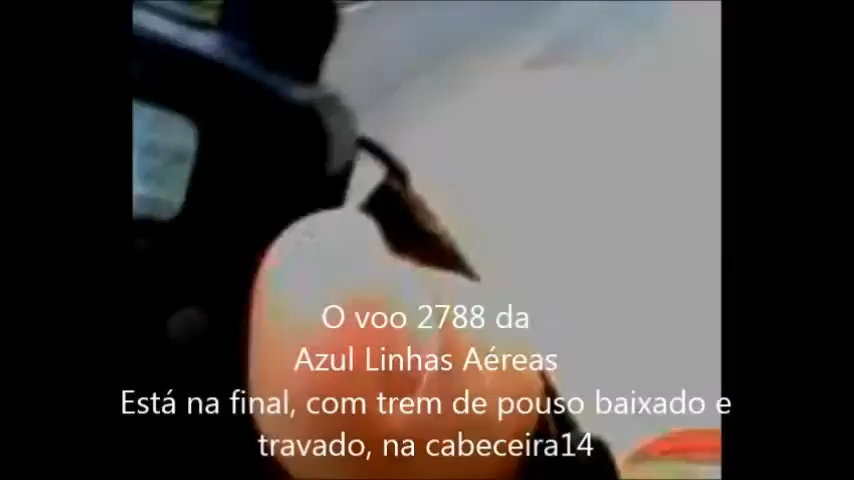 O voo 2788 da
Azul Linhas Aéreas
Está na final, com trem de pouso baixado e
travado, na cabeceira14